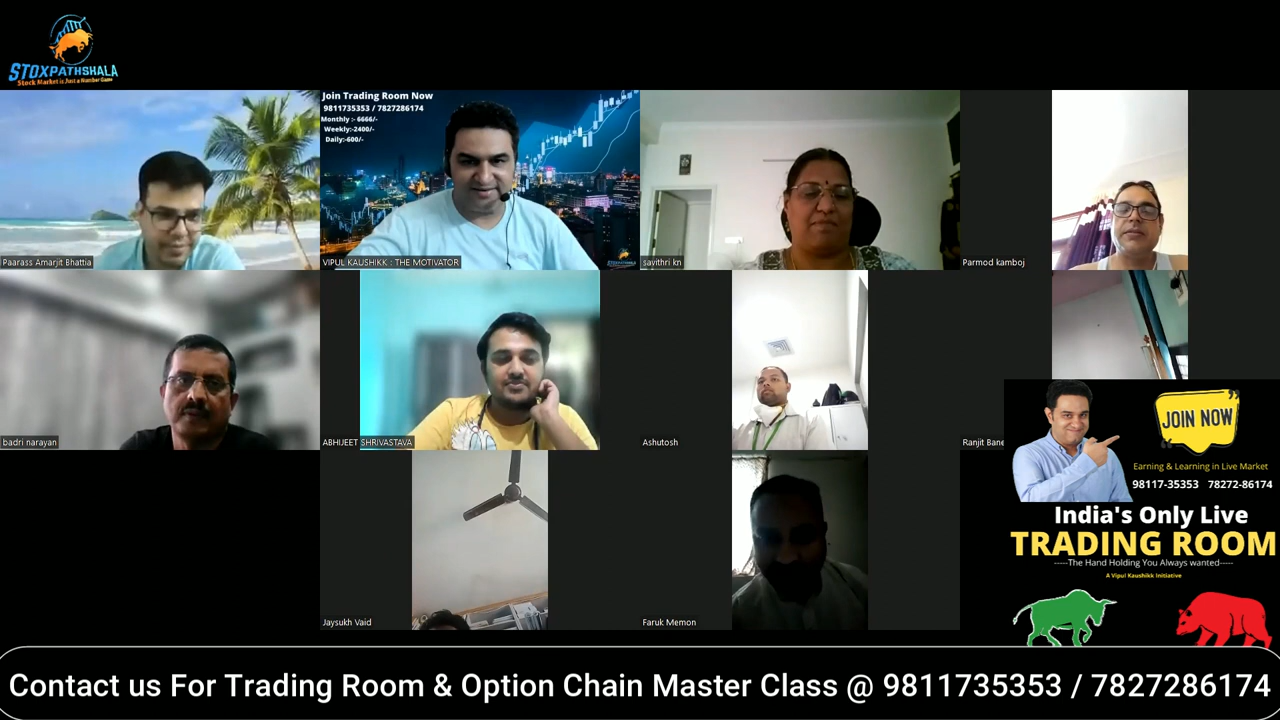 STOXPATHSHALA
Stock Market is Just a Number Game
Join Trading Room Now
9811735353 / 7827286174
Monthly :- 6666/-
Weekly:-2400/-
Daily:-600/-
Paarass Amarjit Bhattia
VIPUL KAUSHIKK : THE MOTIVATOR
savithri kn
Parmod kamboj
badri narayan
ABHIJEET SHRIVASTAVA
Ashutosh
Ranjit Bane
JOIN NOW
Earning & Learning in Live Market
98117-35353 78272-86174
India's Only Live
TRADING ROOM
-----The Hand Holding You Always wanted-----
A Vipul Kaushikk Initiative
Jaysukh Vaid
Faruk Memon
Contact us For Trading Room & Option Chain Master Class @ 9811735353 / 7827286174